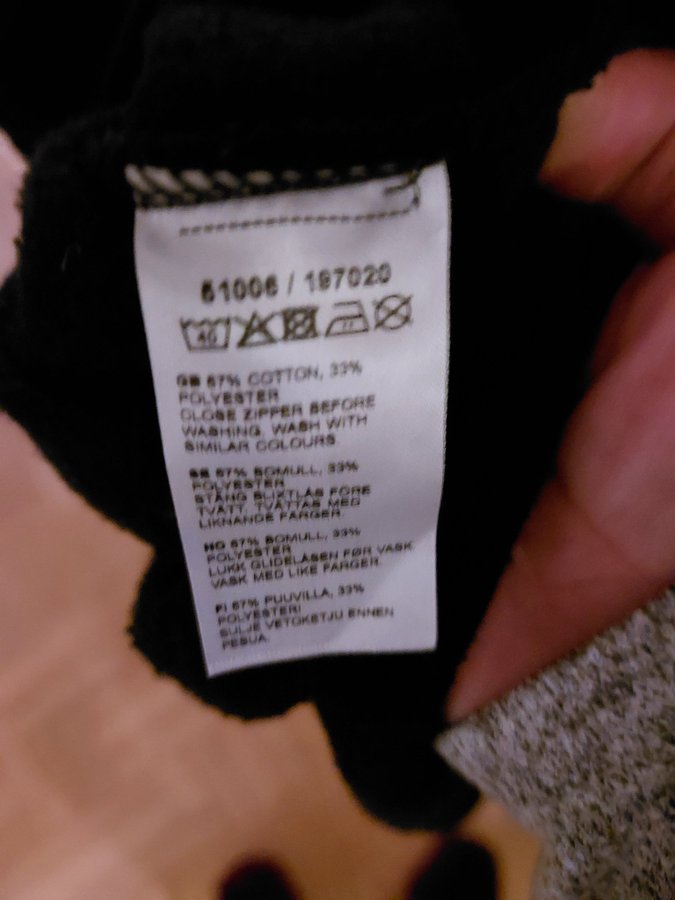 51006 / 197020
40
GB 67% COTTON, 33%
POLYESTER
CLOSE ZIPPER BEFORE
WASHING. WASH WITH
SIMILAR COLOURS.
SE 67% BOMULL, 33%
POLYESTER
STÄNG BLIXTLÅS FÖRE
TVÄTT. TVÄTTAS MED
LIKNANDE FÄRGER.
NO 67% BOMULL, 33%
POLYESTER
LUKK GLIDELÅSEN FØR VASK
VASK MED LIKE FARGER.
FI 67% PUUVILLA, 33%
POLYESTERI
SULJE VETOKETJU ENNEN
PESUA.